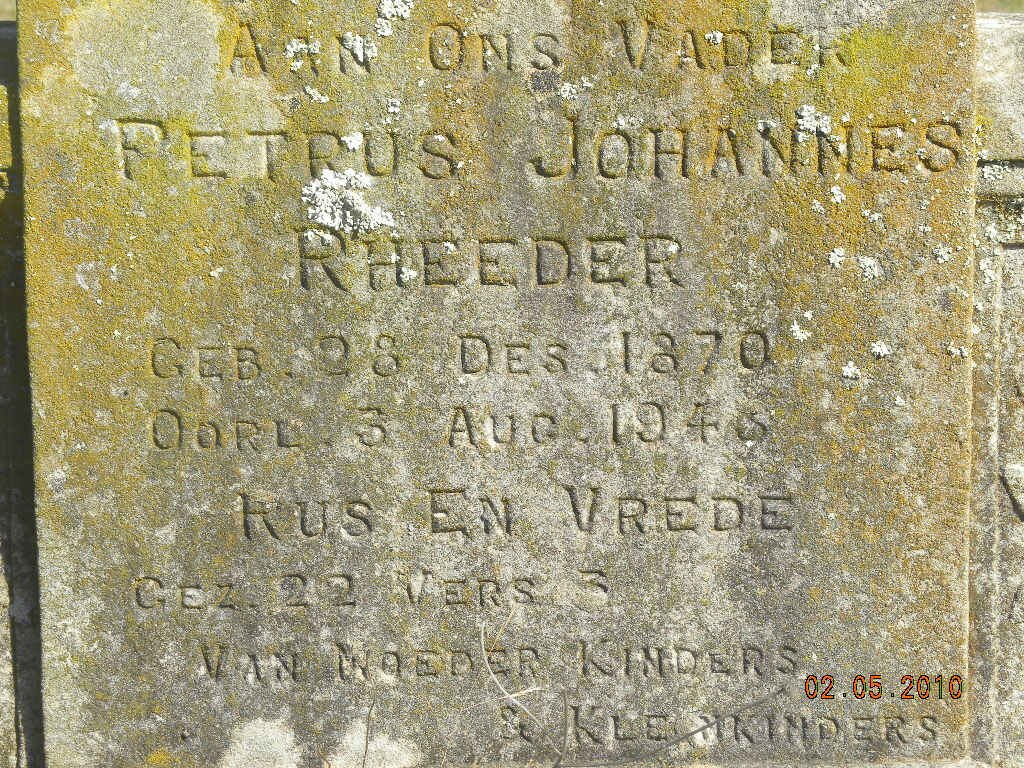 AAN ONS VADER
PETRUS JOHANNES
RHEEDER
GEB. 28 DES. 1870
OORL. 3 AUG. 1946
RUS EN VREDE
GEZ. 22 VERS 3
VAN MOEDER KINDERS
& KLEINKINDERS
02.05.2010